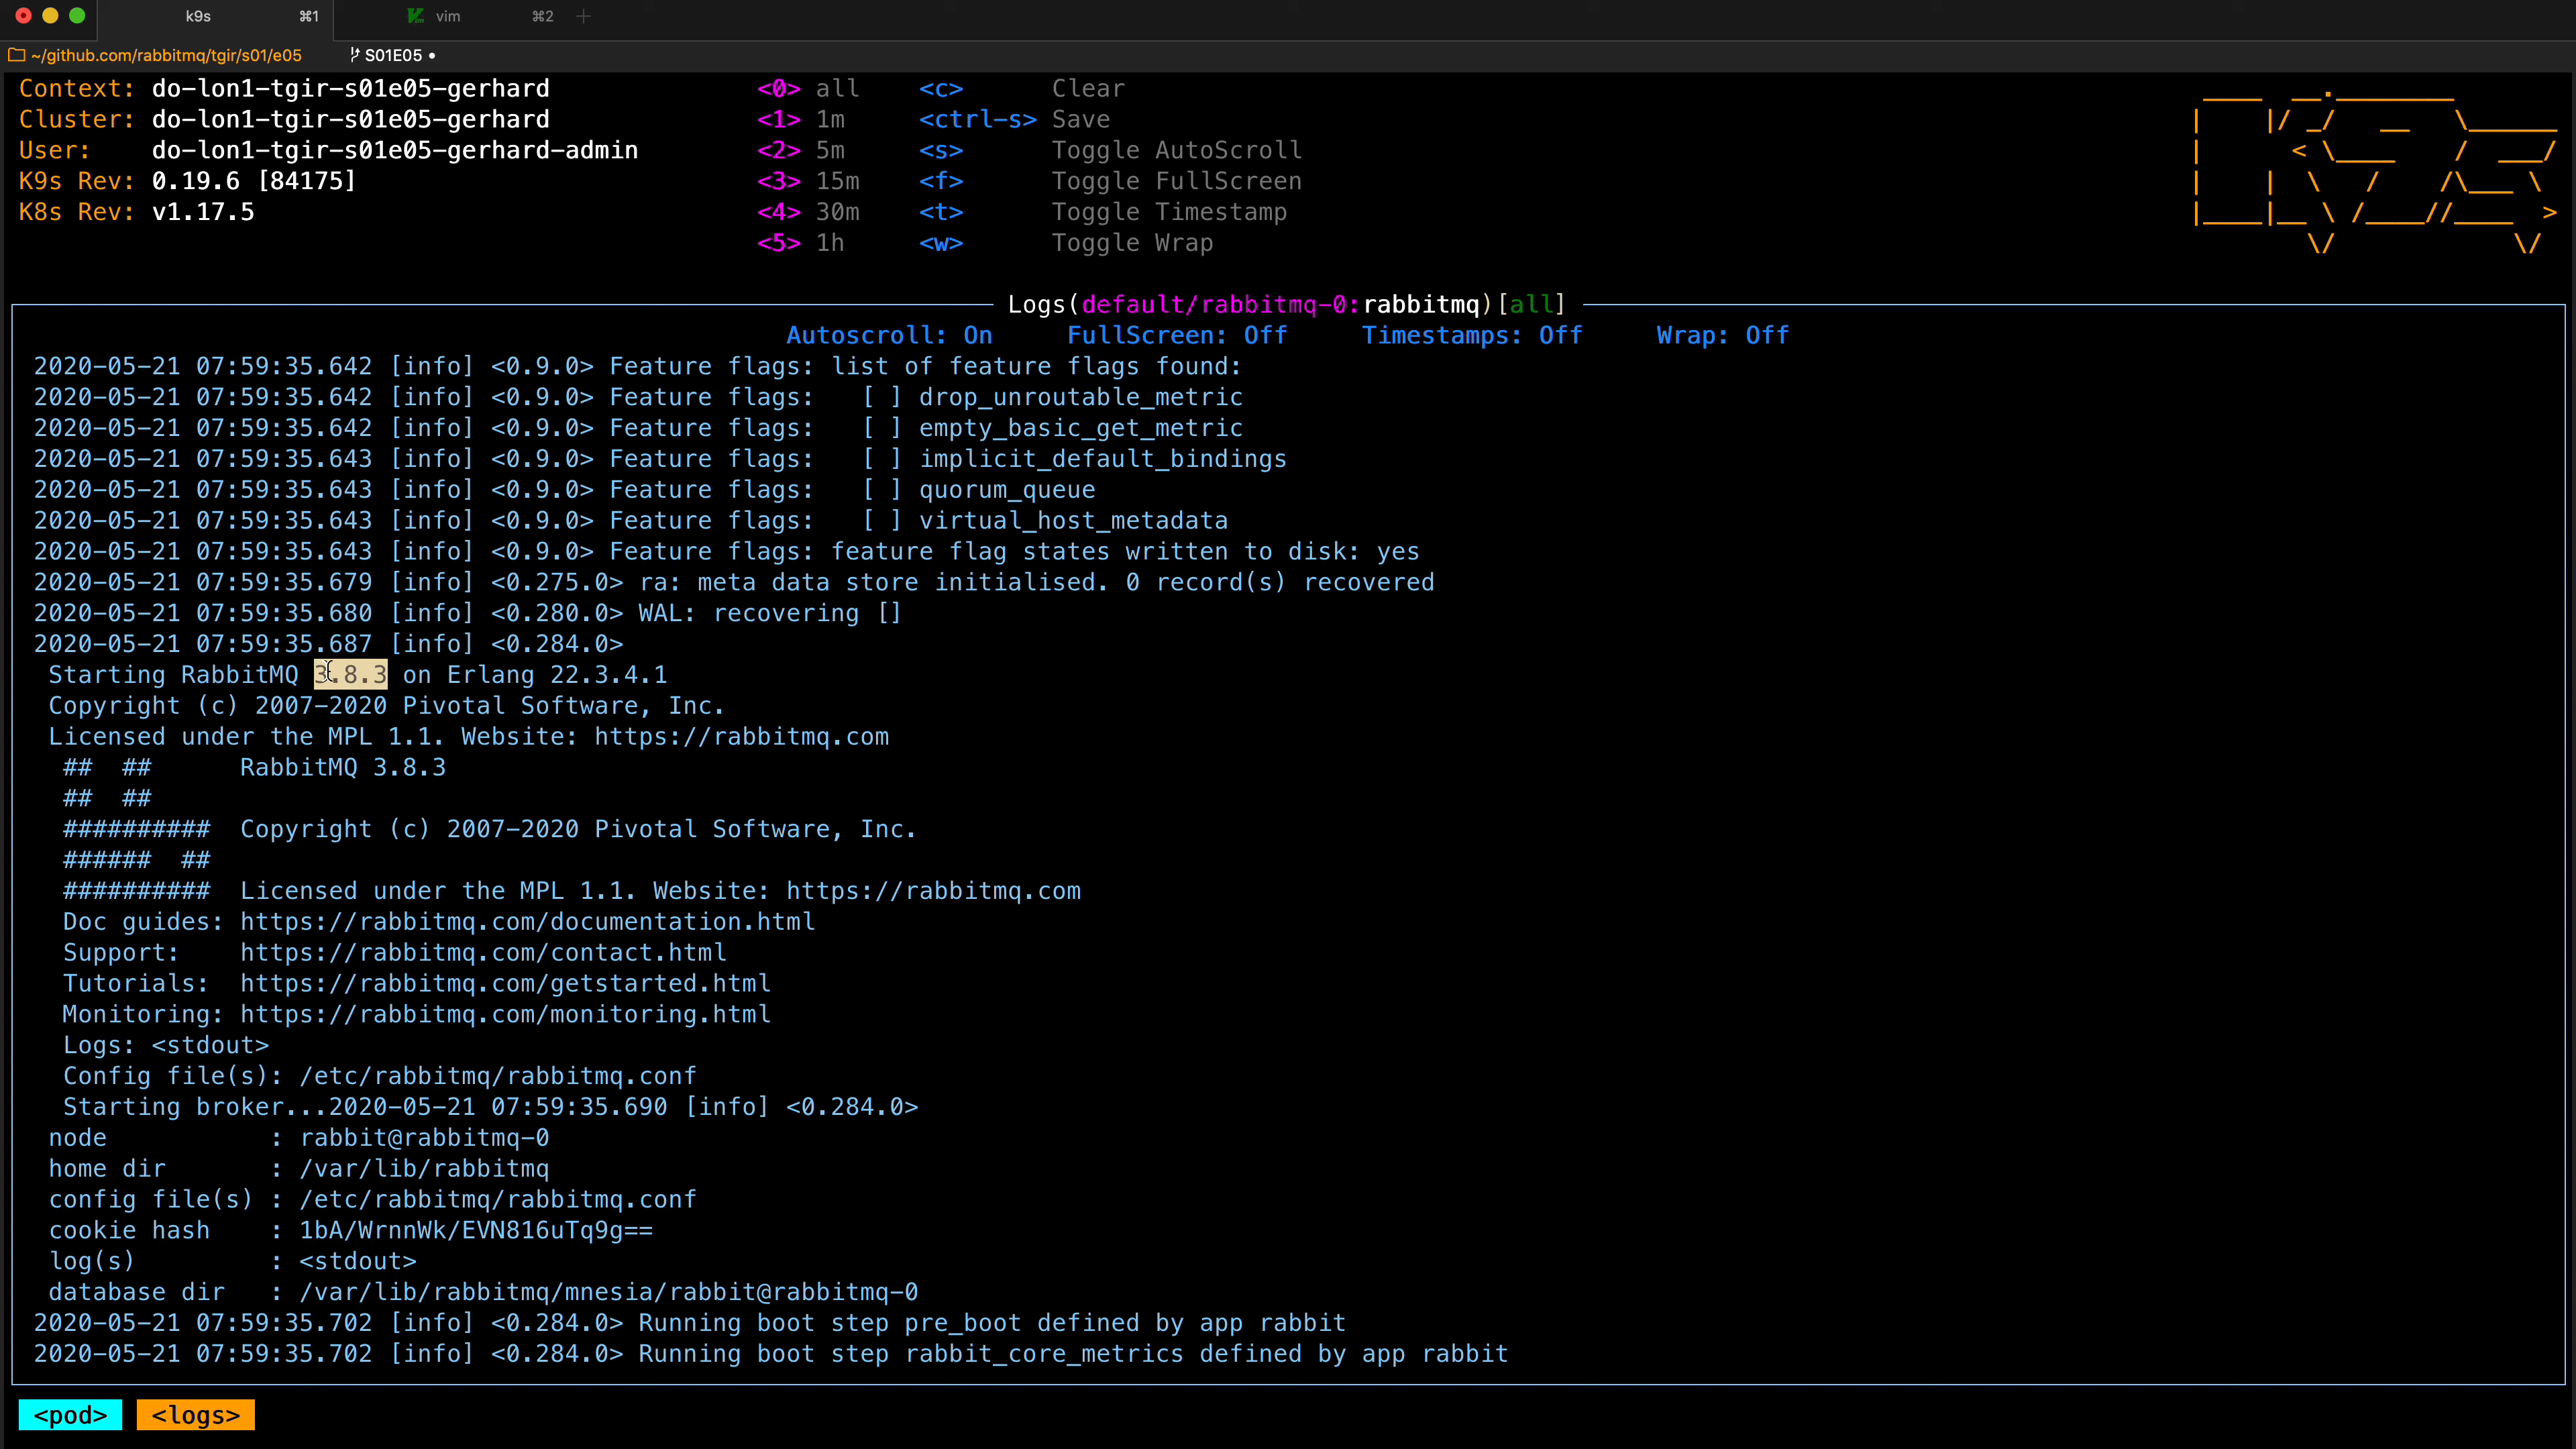 k9s ⌘1 vim ⌘2 +
~/github.com/rabbitmq/tgir/s01/e05 S01E05 •
Context: do-lon1-tgir-s01e05-gerhard <0> all <c> Clear
Cluster: do-lon1-tgir-s01e05-gerhard <1> 1m <ctrl-s> Save
User: do-lon1-tgir-s01e05-gerhard-admin <2> 5m <s> Toggle AutoScroll
K9s Rev: 0.19.6 [84175] <3> 15m <f> Toggle FullScreen
K8s Rev: v1.17.5 <4> 30m <t> Toggle Timestamp
<5> 1h <w> Toggle Wrap
Logs(default/rabbitmq-0:rabbitmq)[all]
Autoscroll: On FullScreen: Off Timestamps: Off Wrap: Off
2020-05-21 07:59:35.642 [info] <0.9.0> Feature flags: list of feature flags found:
2020-05-21 07:59:35.642 [info] <0.9.0> Feature flags: [ ] drop_unroutable_metric
2020-05-21 07:59:35.642 [info] <0.9.0> Feature flags: [ ] empty_basic_get_metric
2020-05-21 07:59:35.643 [info] <0.9.0> Feature flags: [ ] implicit_default_bindings
2020-05-21 07:59:35.643 [info] <0.9.0> Feature flags: [ ] quorum_queue
2020-05-21 07:59:35.643 [info] <0.9.0> Feature flags: [ ] virtual_host_metadata
2020-05-21 07:59:35.643 [info] <0.9.0> Feature flags: feature flag states written to disk: yes
2020-05-21 07:59:35.679 [info] <0.275.0> ra: meta data store initialised. 0 record(s) recovered
2020-05-21 07:59:35.680 [info] <0.280.0> WAL: recovering []
2020-05-21 07:59:35.687 [info] <0.284.0>
Starting RabbitMQ 3.8.3 on Erlang 22.3.4.1
Copyright (c) 2007-2020 Pivotal Software, Inc.
Licensed under the MPL 1.1. Website: https://rabbitmq.com
## ## RabbitMQ 3.8.3
## ##
########## Copyright (c) 2007-2020 Pivotal Software, Inc.
###### ##
########## Licensed under the MPL 1.1. Website: https://rabbitmq.com
Doc guides: https://rabbitmq.com/documentation.html
Support: https://rabbitmq.com/contact.html
Tutorials: https://rabbitmq.com/getstarted.html
Monitoring: https://rabbitmq.com/monitoring.html
Logs: <stdout>
Config file(s): /etc/rabbitmq/rabbitmq.conf
Starting broker...2020-05-21 07:59:35.690 [info] <0.284.0>
node : rabbit@rabbitmq-0
home dir : /var/lib/rabbitmq
config file(s) : /etc/rabbitmq/rabbitmq.conf
cookie hash : 1bA/WrnnWk/EVN816uTq9g==
log(s) : <stdout>
database dir : /var/lib/rabbitmq/mnesia/rabbit@rabbitmq-0
2020-05-21 07:59:35.702 [info] <0.284.0> Running boot step pre_boot defined by app rabbit
2020-05-21 07:59:35.702 [info] <0.284.0> Running boot step rabbit_core_metrics defined by app rabbit
<pod> <logs>